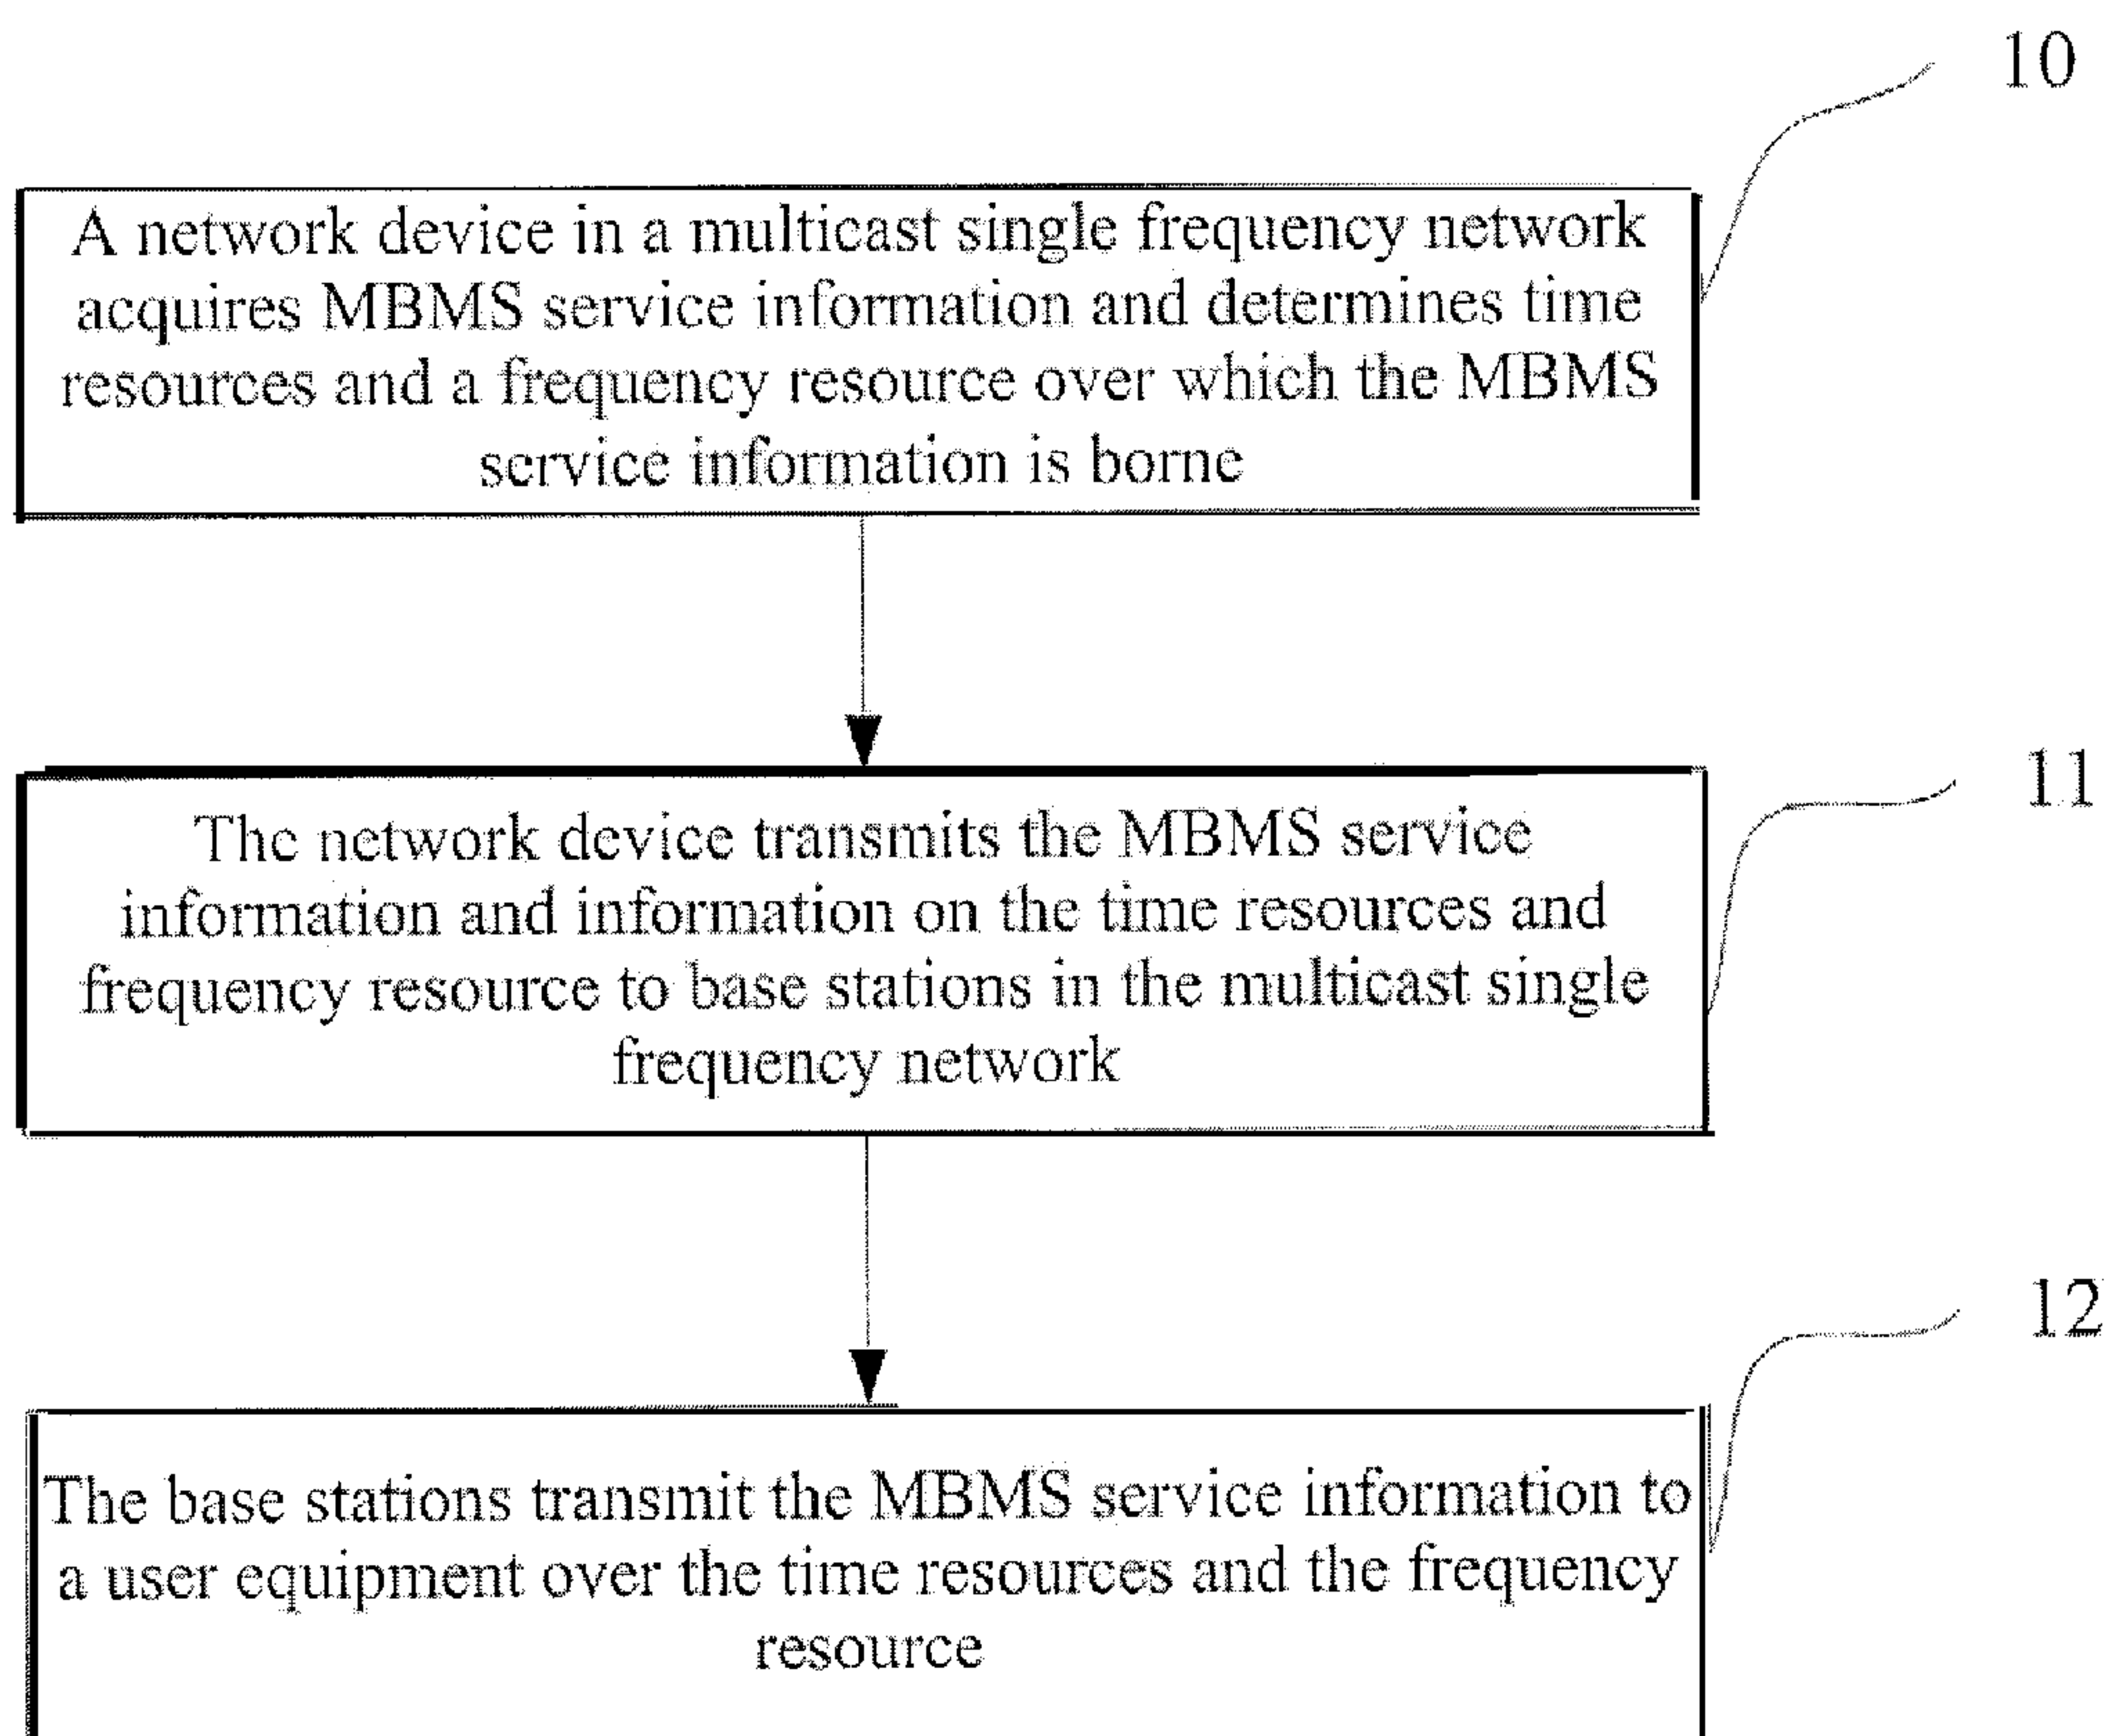 10
A network device in a multicast single frequency network
acquires MBMS service information and determines time
resources and a frequency resource over which the MBMS
service information is borne
11
The network device transmits the MBMS service
information and information on the time resources and
frequency resource to base stations in the multicast single
frequency network
12
The base stations transmit the MBMS service information to
a user equipment over the time resources and the frequency
resource